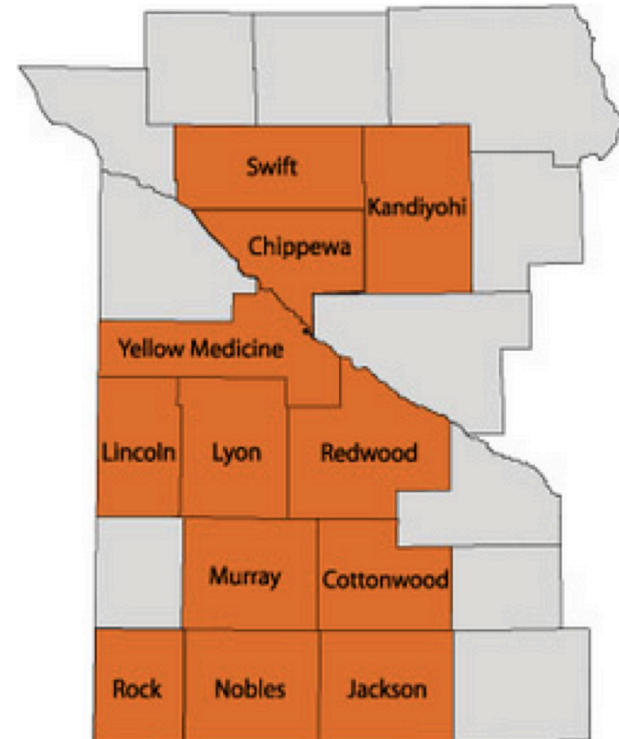 Swift
Kandiyohi
Chippewa
Yellow Medicine
Lincoln
Lyon
Redwood
Murray
Cottonwood
Rock
Nobles
Jackson